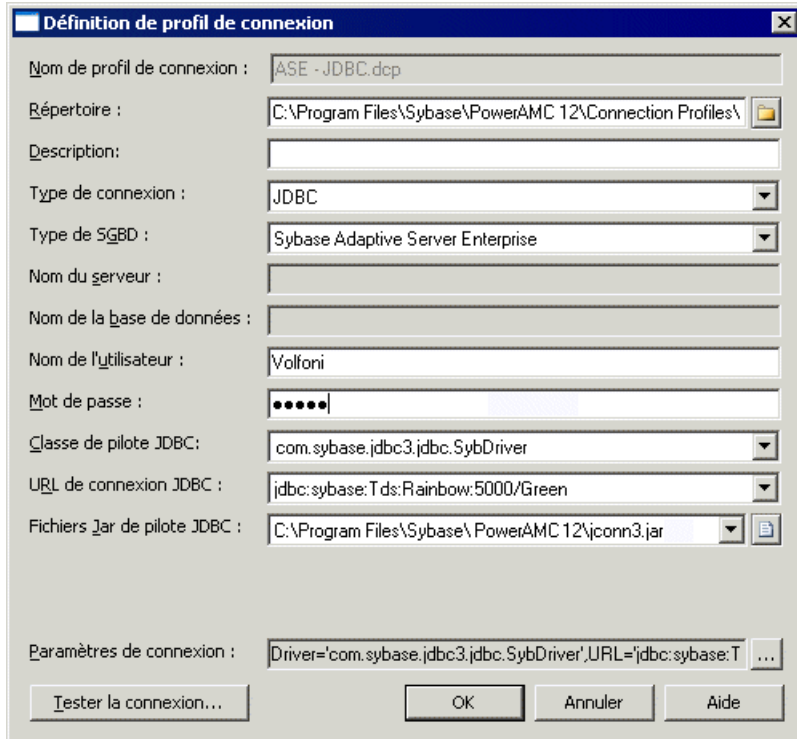 Définition de profil de connexion
Nom de profil de connexion : ASE - JDBC.dcp
Répertoire : C:\Program Files\Sybase\PowerAMC 12\Connection Profiles\
Description:
Type de connexion : JDBC
Type de SGBD : Sybase Adaptive Server Enterprise
Nom du serveur :
Nom de la base de données :
Nom de l'utilisateur : Volfoni
Mot de passe : ●●●●●
Classe de pilote JDBC: com.sybase.jdbc3.jdbc.SybDriver
URL de connexion JDBC : jdbc:sybase:Tds:Rainbow:5000/Green
Fichiers Jar de pilote JDBC : C:\Program Files\Sybase\ PowerAMC 12\jconn3.jar
Paramètres de connexion : Driver='com.sybase.jdbc3.jdbc.SybDriver',URL='jdbc:sybase:T ...
Tester la connexion... OK Annuler Aide